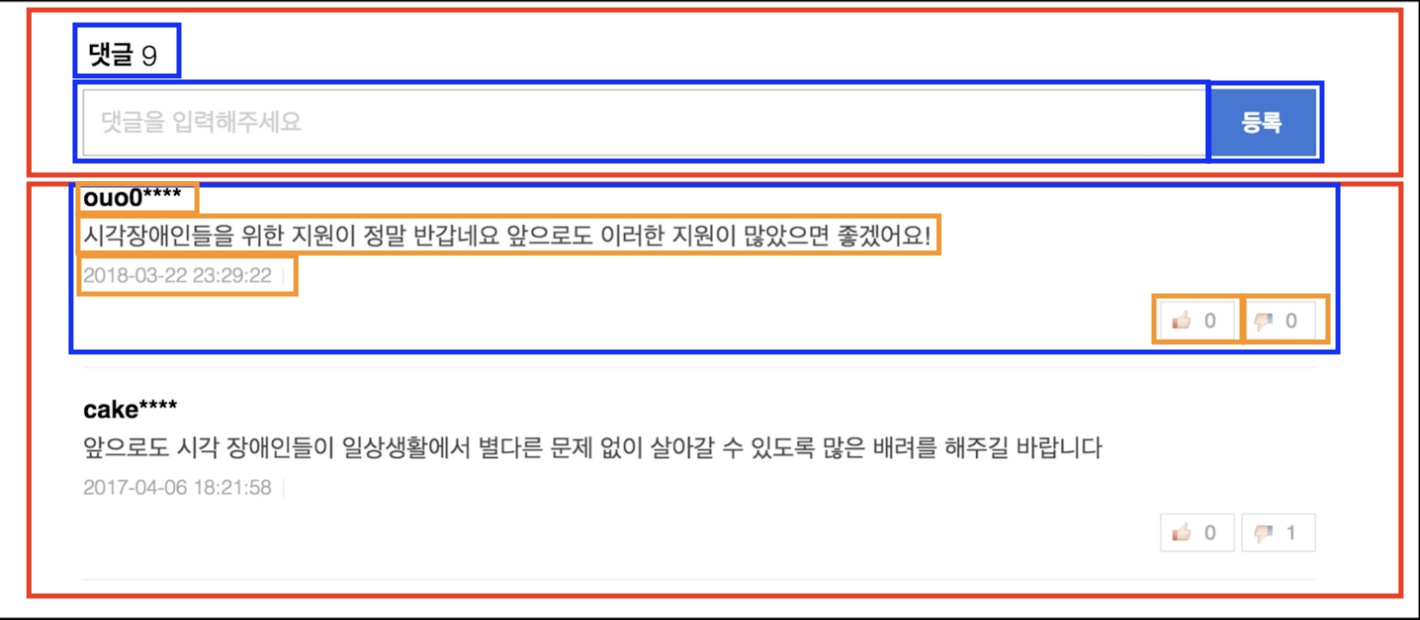 댓글 9
댓글을 입력해주세요
등록
ouo0****
시각장애인들을 위한 지원이 정말 반갑네요 앞으로도 이러한 지원이 많았으면 좋겠어요!
2018-03-22 23:29:22
0 0
cake****
앞으로도 시각 장애인들이 일상생활에서 별다른 문제 없이 살아갈 수 있도록 많은 배려를 해주길 바랍니다
2017-04-06 18:21:58
0 1